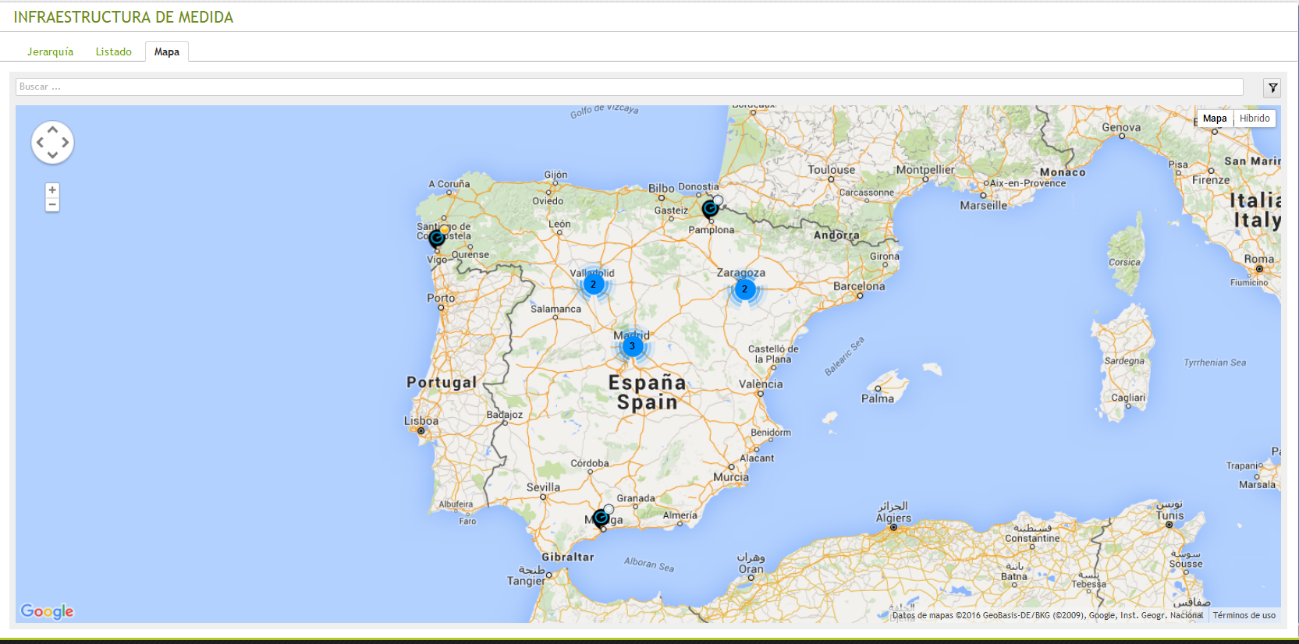 INFRAESTRUCTURA DE MEDIDA
Jerarquía Listado Mapa
Buscar ...
Golfo de Vizcaya
Mapa Híbrido
Genova
Toulouse Montpellier Monaco Pisa San Marin
Carcassonne Aix-en-Provence Firenze
Marseille
A Coruña Gijón Bilbo Donostia
Oviedo Gasteiz
Santiago de
León Pamplona Andorra
Vigo Ourense Girona
Italia
Italy
Corsica Roma
Fiumicino
Valladolid Zaragoza
2 2
Barcelona
Porto
Salamanca
Madrid
3
Castelló de
la Plana
Balearic Sea
Sardegna Tyrrhenian Sea
España
Spain
Portugal
València
Palma
Cagliari
Lisboa
Badajoz
Benidorm
Alacant
Córdoba
Murcia
Trapani
Marsala
Sevilla
Granada
Albufeira
Faro
Almería
Gibraltar
Alboran Sea
الجزائر
Algiers
تونس
Tunis
قسنطينة
Constantine
وهران
Oran
باتنة
Batna
تبسة
Tebessa
سوسة
Sousse
طنجة
Tangier
صفاقس
Google
Datos de mapas ©2016 GeoBasis-DE/BKG (©2009), Google, Inst. Geogr. Nacional Términos de uso